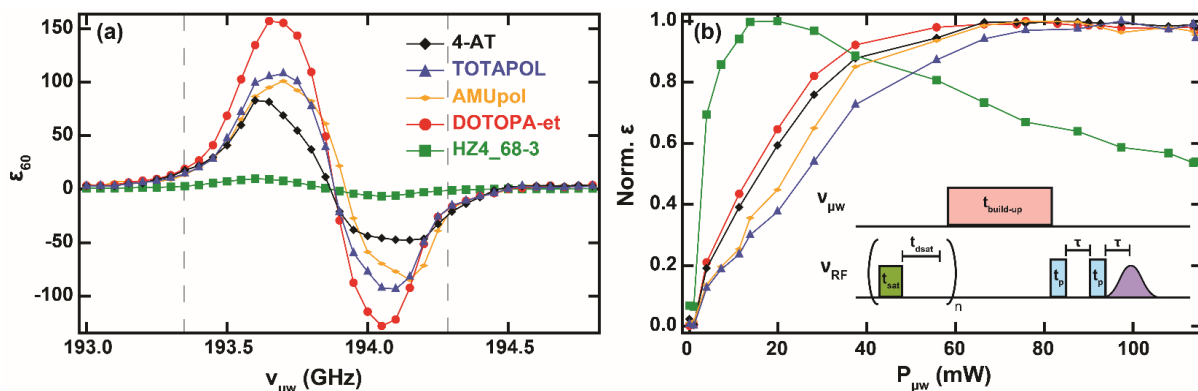 (a)
4-AT
TOTAPOL
AMUpol
DOTOPA-et
HZ4_68-3
150
100
50
0
-50
-100
ε60
193.0
193.5
194.0
194.5
νμw (GHz)
(b)
1.0
0.8
0.6
0.4
0.2
0.0
Norm. ε
νμw
tbuild-up
νRF
tsat
tdsat
n
tp
τ
tp
τ
0
20
40
60
80
100
Pμw (mW)